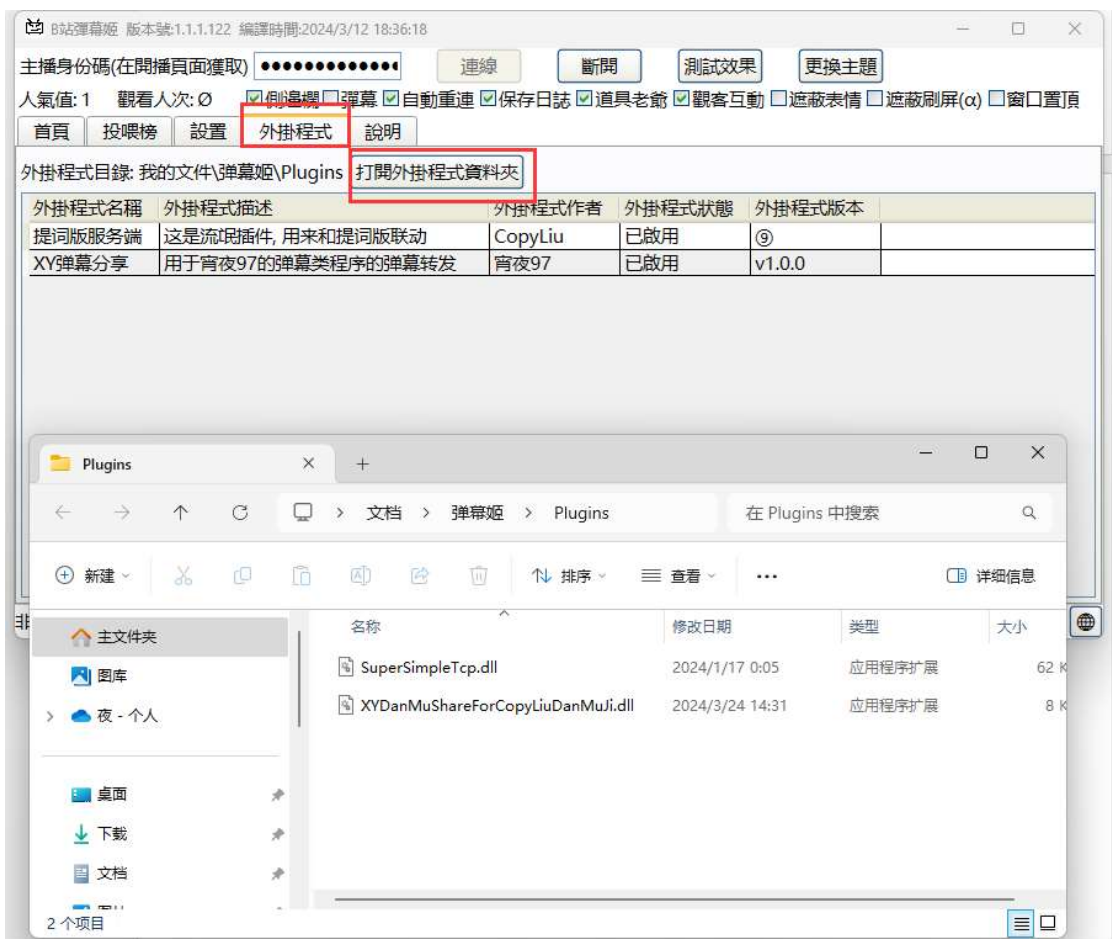 B站彈幕姬 版本號:1.1.1.122 編譯時間:2024/3/12 18:36:18
主播身份碼(在開播頁面獲取) ●●●●●●●●●●●●● 連線 斷開 測試效果 更换主題
人氣值: 1 觀看人次: Ø 側邊欄 彈幕 自動重連 保存日誌 道具老爺 觀客互動 遮蔽表情 遮蔽刷屏(α) 窗口置頂
首頁 投喂榜 設置 外掛程式 說明
外掛程式目錄: 我的文件\弹幕姬\Plugins 打開外掛程式資料夾
外掛程式名稱 外掛程式描述 外掛程式作者 外掛程式狀態 外掛程式版本
提词版服务端 这是流氓插件, 用来和提词版联动 CopyLiu 已啟用 ⑨
XY弹幕分享 用于宵夜97的弹幕类程序的弹幕转发 宵夜97 已啟用 v1.0.0
Plugins
文档 > 弹幕姬 > Plugins 在 Plugins 中搜索
新建 排序 查看 ... 详细信息
名称 修改日期 类型 大小
主文件夹
SuperSimpleTcp.dll 2024/1/17 0:05 应用程序扩展 62 K
图库
XYDanMuShareForCopyLiuDanMuJi.dll 2024/3/24 14:31 应用程序扩展 8 K
夜 - 个人
桌面
下载
文档
2 个项目